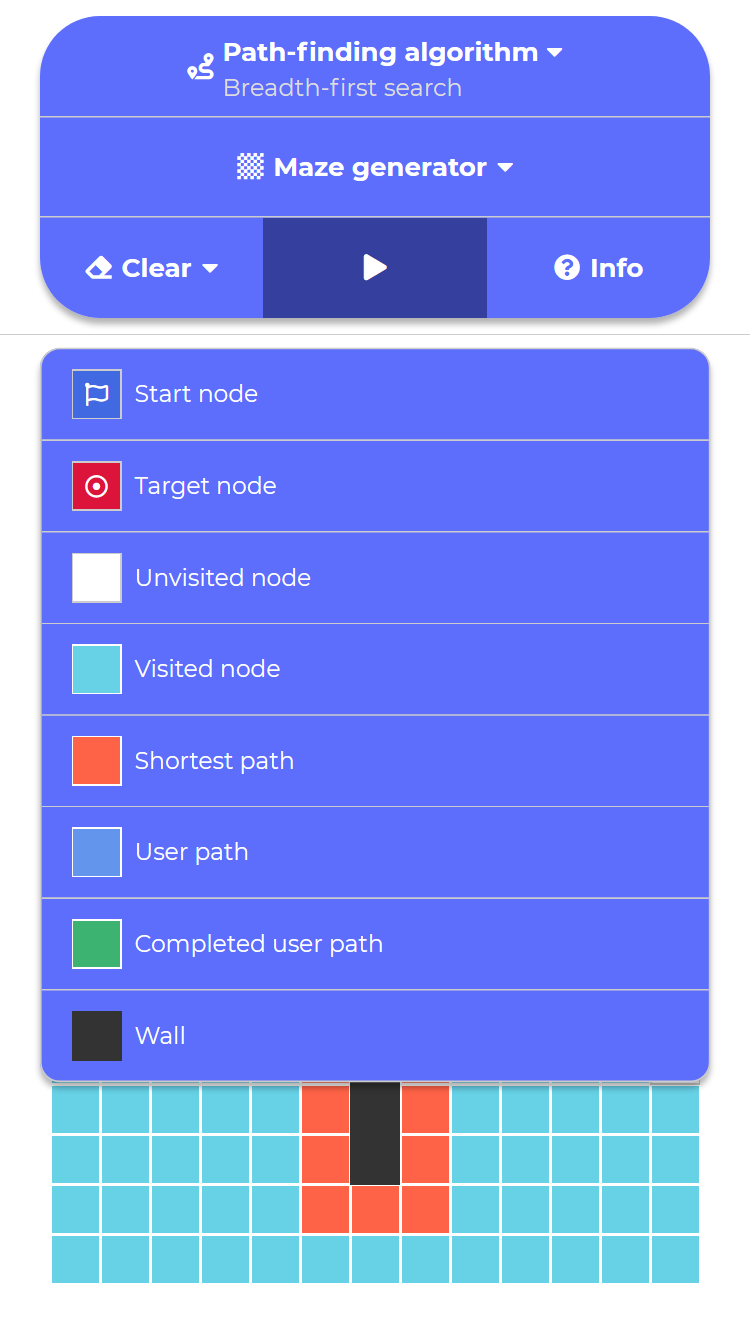 Path-finding algorithm
Breadth-first search
Maze generator
Clear
Info
Start node
Target node
Unvisited node
Visited node
Shortest path
User path
Completed user path
Wall